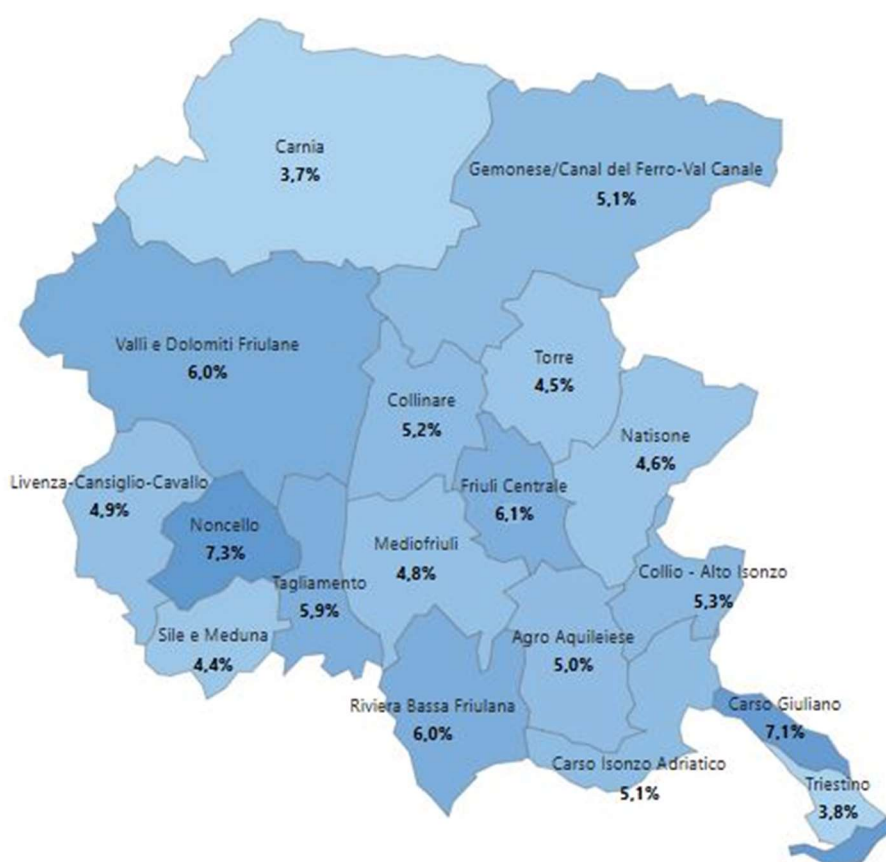 Carnia
3,7%
Gemonese/Canal del Ferro-Val Canale
5,1%
Valli e Dolomiti Friulane
6,0%
Torre
4,5%
Collinare
5,2%
Natisone
4,6%
Livenza-Cansiglio-Cavallo
4,9%
Friuli Centrale
6,1%
Noncello
7,3%
Mediofriuli
4,8%
Collio - Alto Isonzo
5,3%
Tagliamento
5,9%
Sile e Meduna
4,4%
Agro Aquileiese
5,0%
Riviera Bassa Friulana
6,0%
Carso Giuliano
7,1%
Carso Isonzo Adriatico
5,1%
Triestino
3,8%